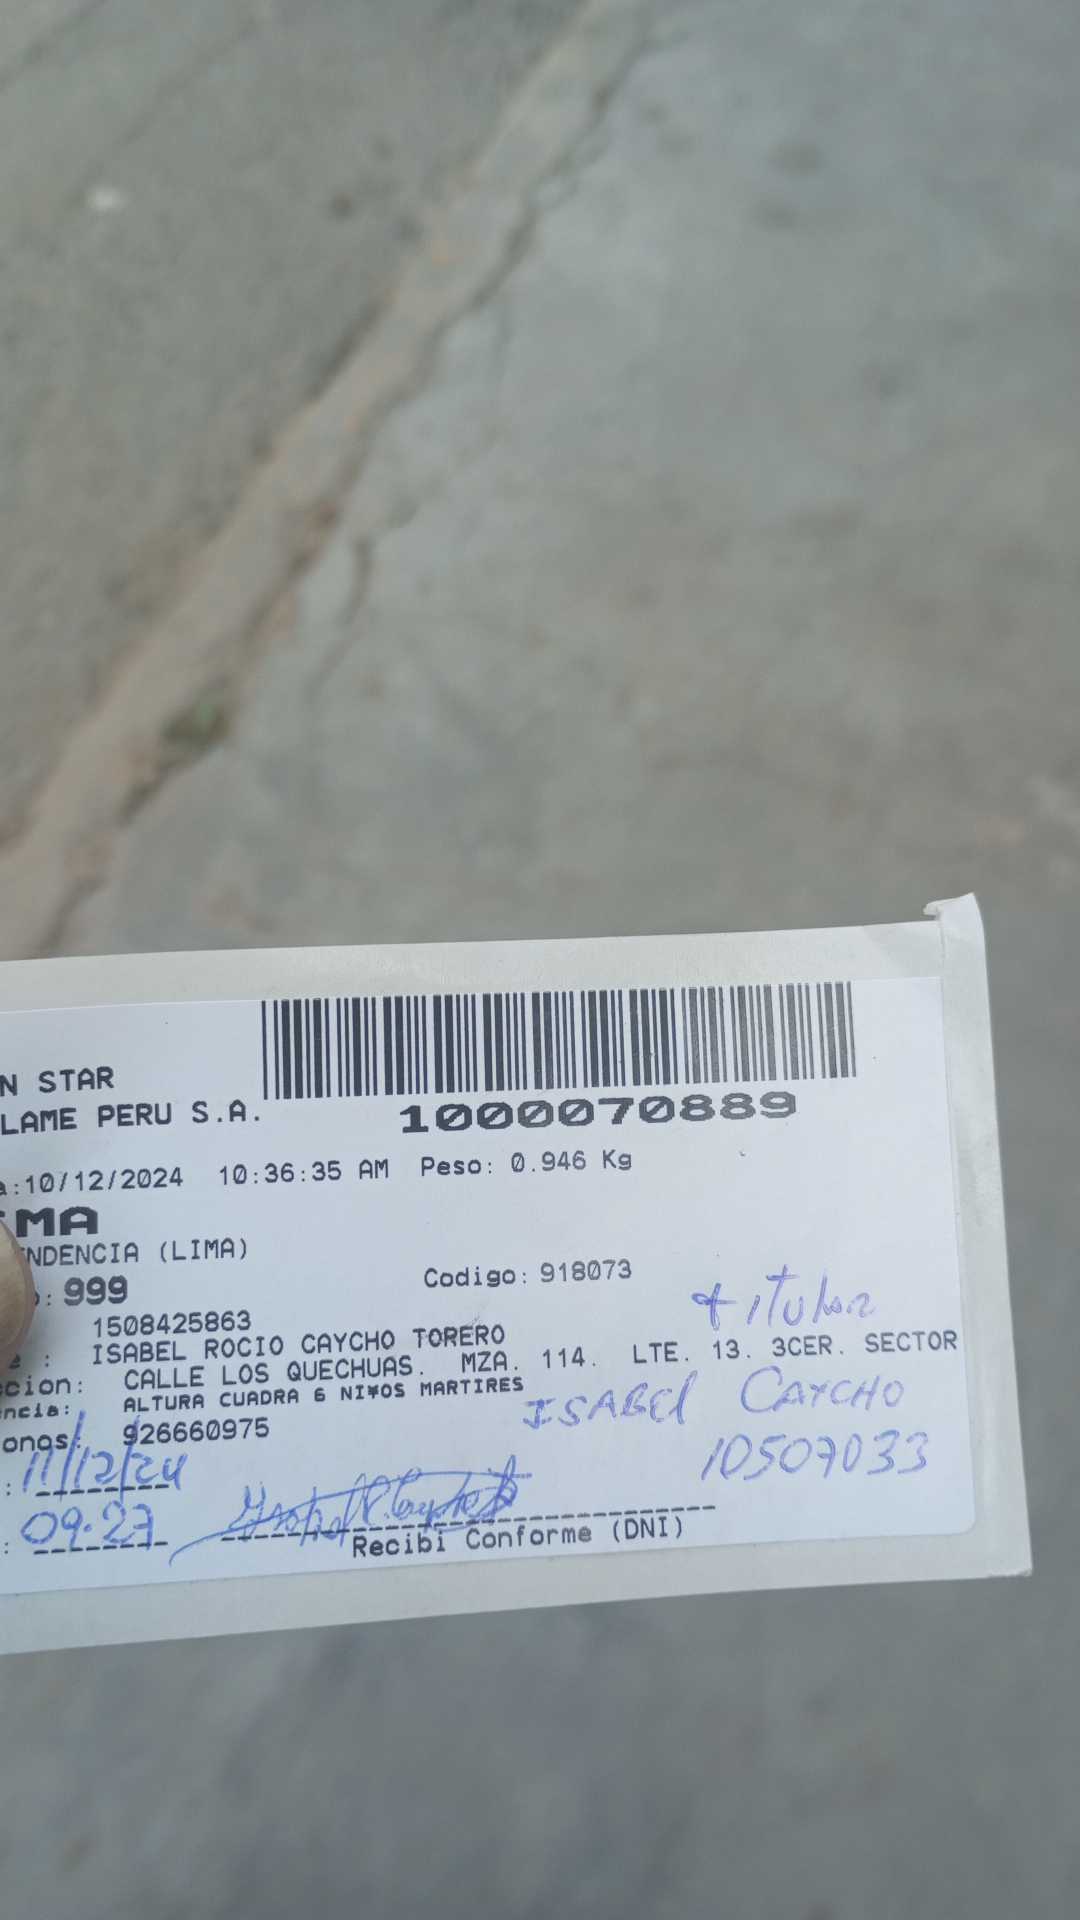 N STAR
LAME PERU S.A.
1000070889
a:10/12/2024 10:36:35 AM Peso: 0.946 Kg
MA
NDENCIA (LIMA)
: 999 Codigo: 918073
1508425863
titular
e : ISABEL ROCIO CAYCHO TORERO
ccion: CALLE LOS QUECHUAS. MZA. 114. LTE. 13. 3CER. SECTOR
encia: ALTURA CUADRA 6 NI¥OS MARTIRES
ISABEl CAYCHO
onos: 926660975
10507033
: 11/12/24
: 09:27
Recibi Conforme (DNI)